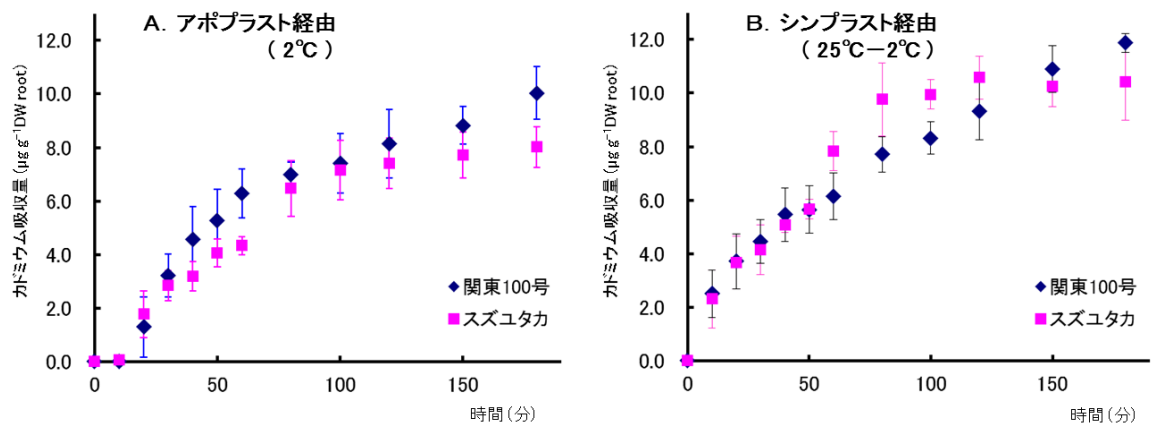 A. アポプラスト経由
( 2℃ )
カドミウム吸収量 (μg g⁻¹DW root)
12.0
10.0
8.0
6.0
4.0
2.0
0.0
0 50 100 150
時間(分)
関東100号
スズユタカ
B. シンプラスト経由
( 25℃-2℃ )
カドミウム吸収量 (μg g⁻¹DW root)
12.0
10.0
8.0
6.0
4.0
2.0
0.0
0 50 100 150
時間(分)
関東100号
スズユタカ